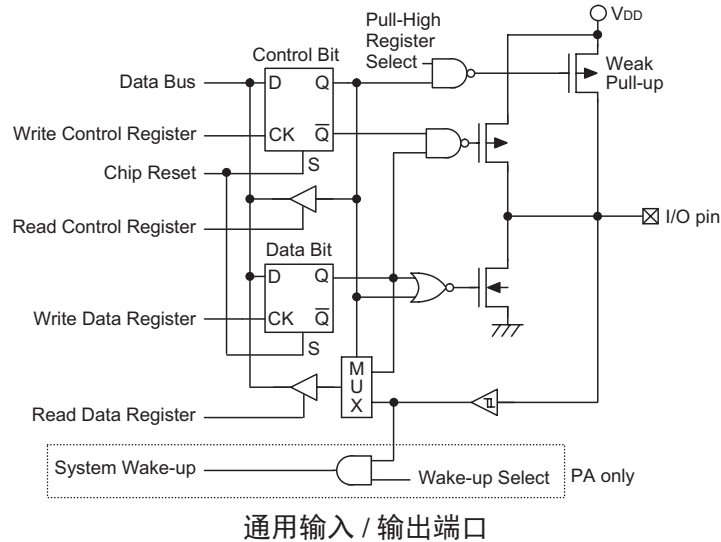 VDD
Pull-High
Register
Select
Control Bit
Weak
Pull-up
Data Bus
D
Q
Write Control Register
CK
Q̅
S
Chip Reset
Read Control Register
I/O pin
Data Bit
D
Q
Write Data Register
CK
Q̅
S
M
U
X
Read Data Register
System Wake-up
Wake-up Select
PA only
通用输入 / 输出端口